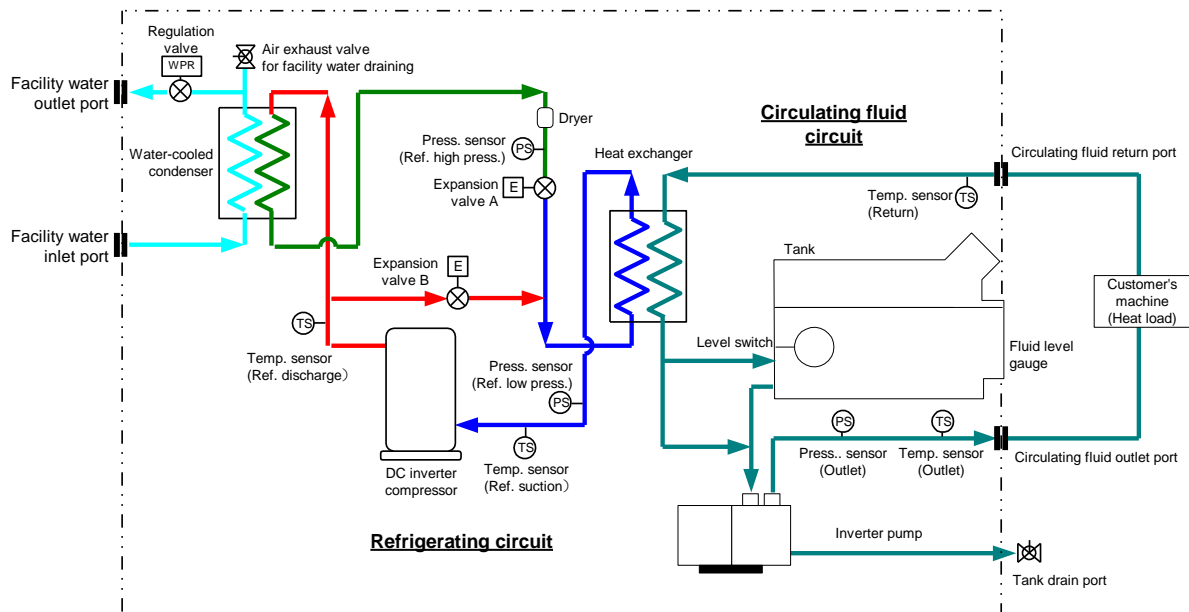 Regulation
valve
WPR
Air exhaust valve
for facility water draining
Facility water
outlet port
Water-cooled
condenser
Facility water
inlet port
Dryer
Press. sensor
(Ref. high press.)
PS
Expansion
valve A
E
Expansion
valve B
E
TS
Temp. sensor
(Ref. discharge）
DC inverter
compressor
Press. sensor
(Ref. low press.)
PS
TS
Temp. sensor
(Ref. suction）
Refrigerating circuit
Heat exchanger
Circulating fluid
circuit
Circulating fluid return port
Temp. sensor
(Return)
TS
Tank
Customer's
machine
(Heat load)
Level switch
Fluid level
gauge
PS
Press.. sensor
(Outlet)
TS
Temp. sensor
(Outlet)
Circulating fluid outlet port
Inverter pump
Tank drain port